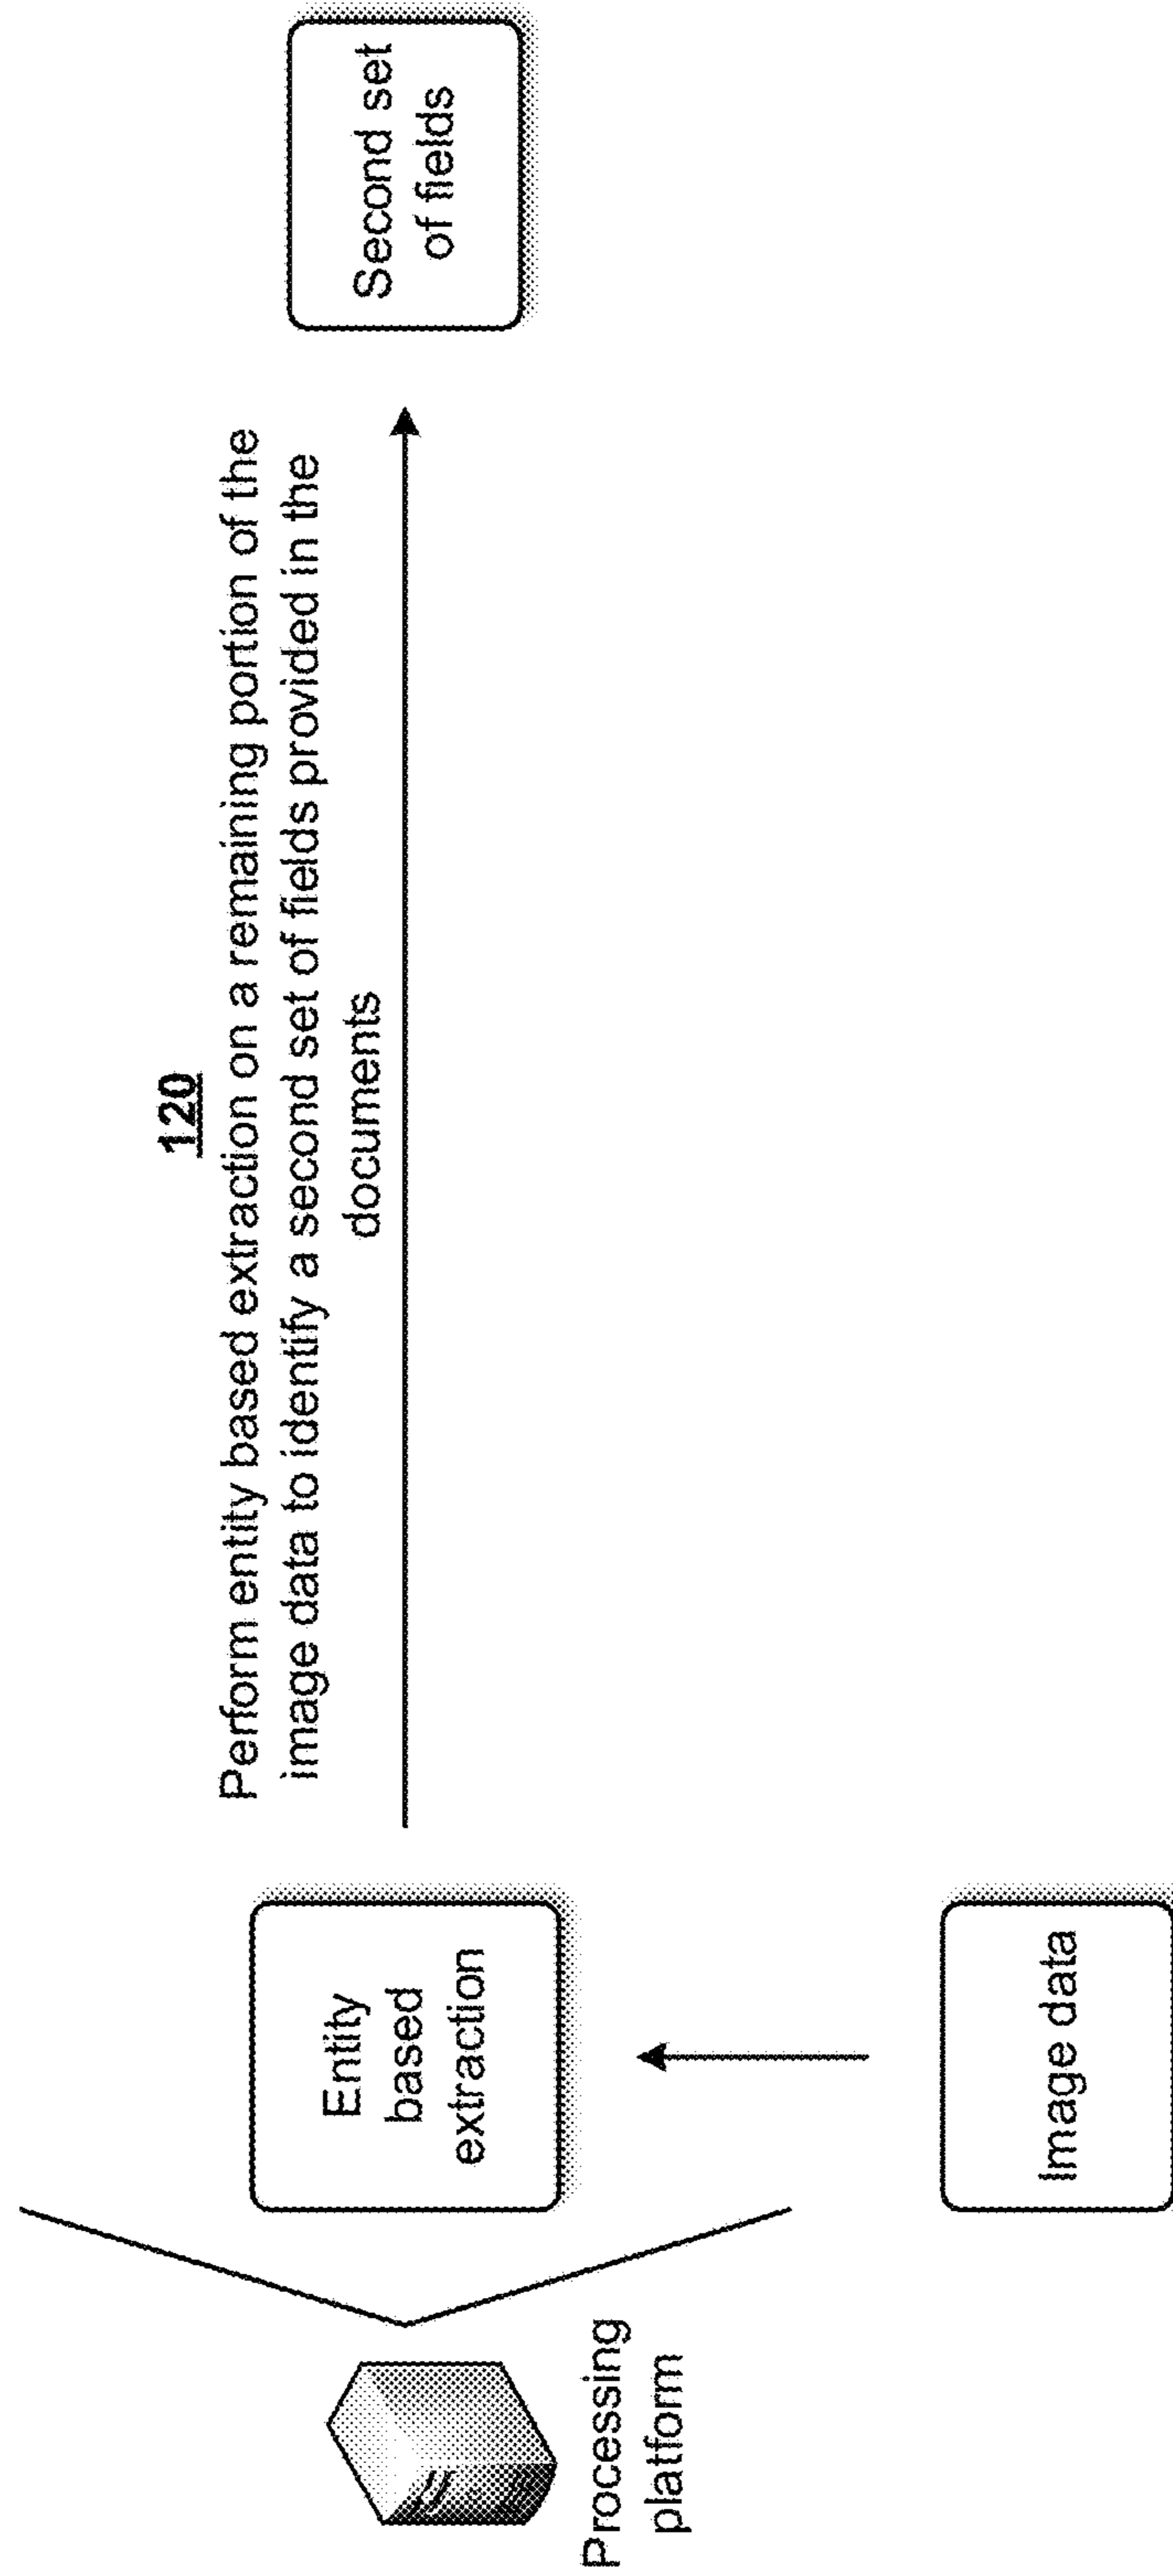 120
Perform entity based extraction on a remaining portion of the
image data to identify a second set of fields provided in the
documents
Processing
platform
Entity
based
extraction
Second set
of fields
Image data